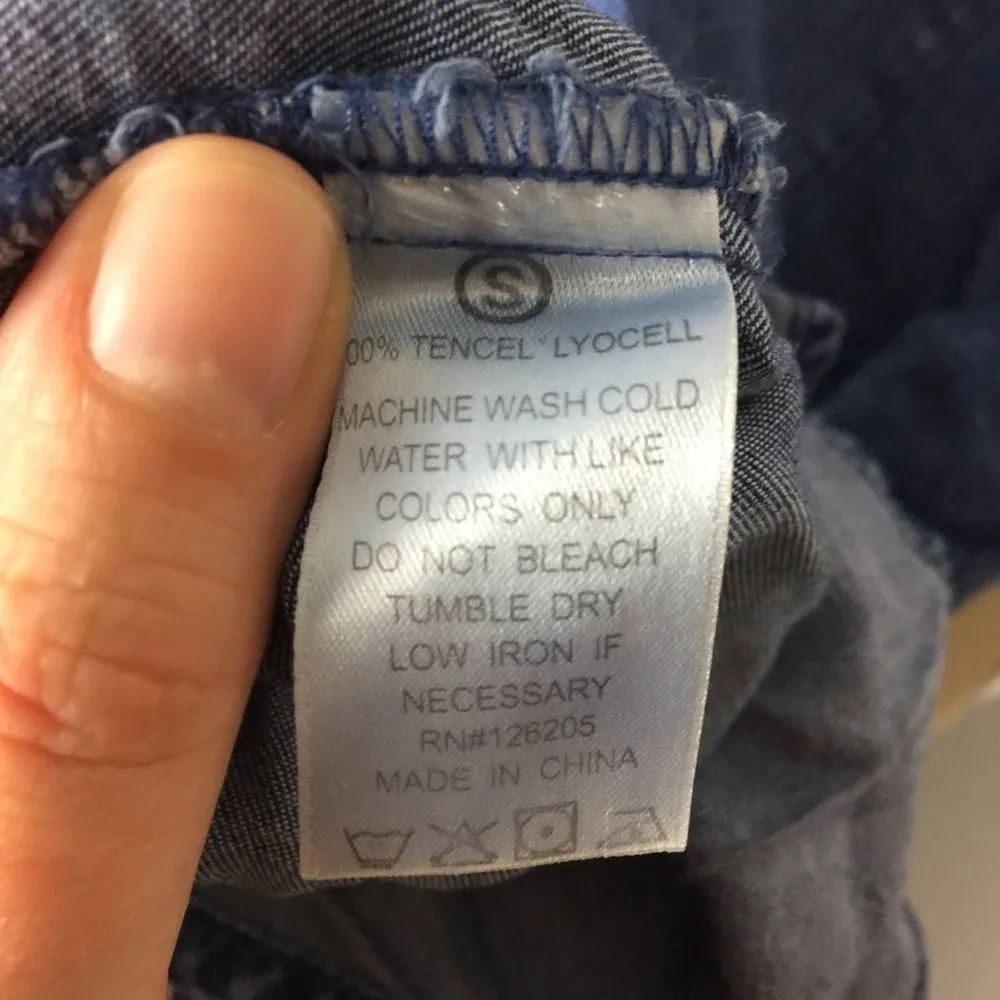 S
00% TENCEL LYOCELL
MACHINE WASH COLD
WATER WITH LIKE
COLORS ONLY
DO NOT BLEACH
TUMBLE DRY
LOW IRON IF
NECESSARY
RN#126205
MADE IN CHINA